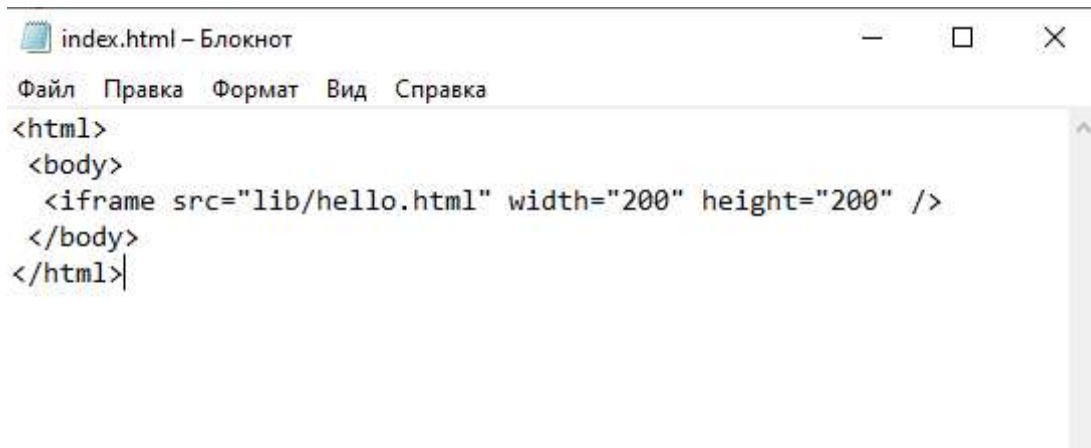 index.html – Блокнот
Файл Правка Формат Вид Справка
<html>
 <body>
  <iframe src="lib/hello.html" width="200" height="200" />
 </body>
</html>